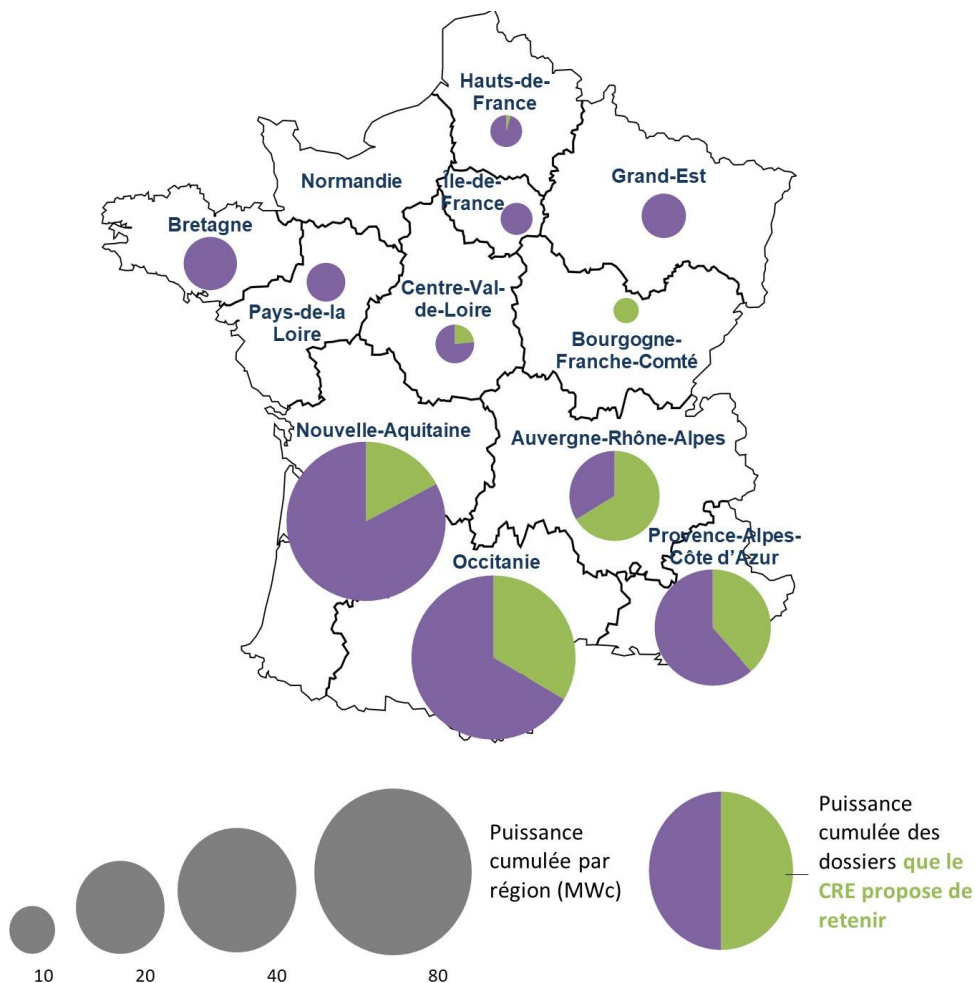 Hauts-de-
France
Normandie
Île-de-
France
Grand-Est
Bretagne
Pays-de-la
Loire
Centre-Val-
de-Loire
Bourgogne-
Franche-Comté
Nouvelle-Aquitaine
Auvergne-Rhône-Alpes
Provence-Alpes-
Côte d’Azur
Occitanie
Puissance
cumulée par
région (MWc)
10
20
40
80
Puissance
cumulée des
dossiers que le
CRE propose de
retenir